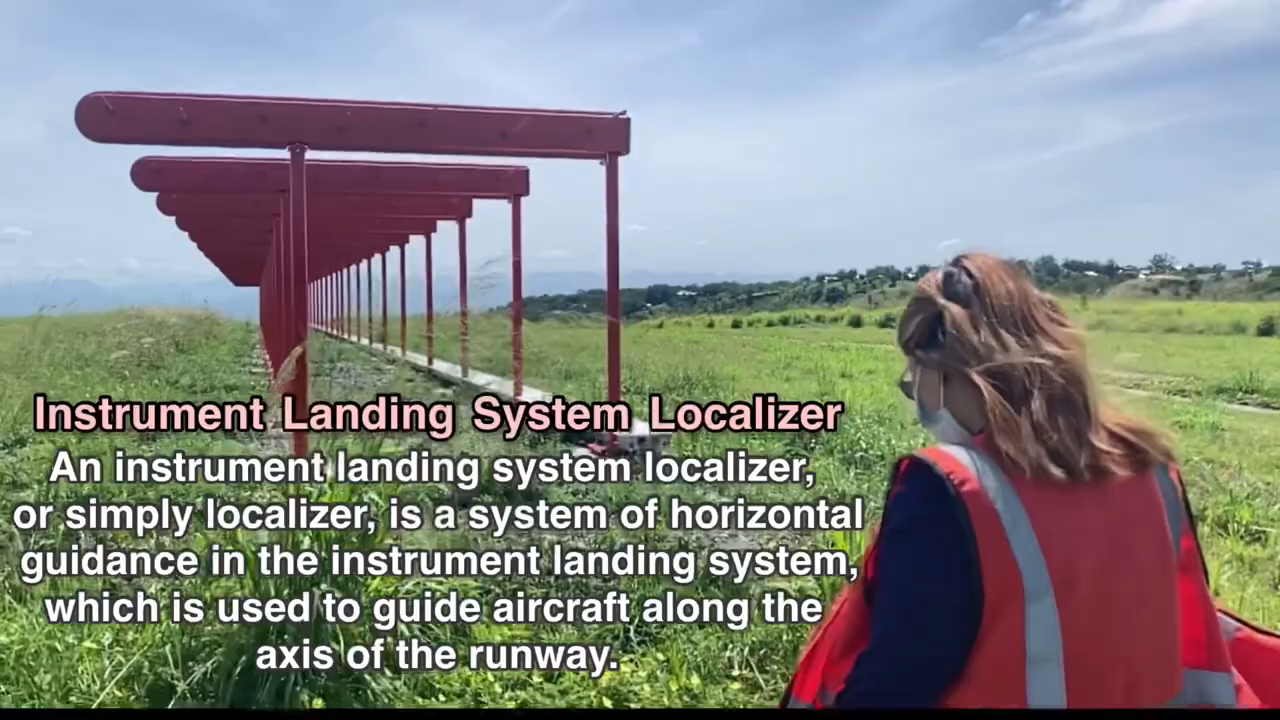 Instrument Landing System Localizer
An instrument landing system localizer,
or simply localizer, is a system of horizontal
guidance in the instrument landing system,
which is used to guide aircraft along the
axis of the runway.